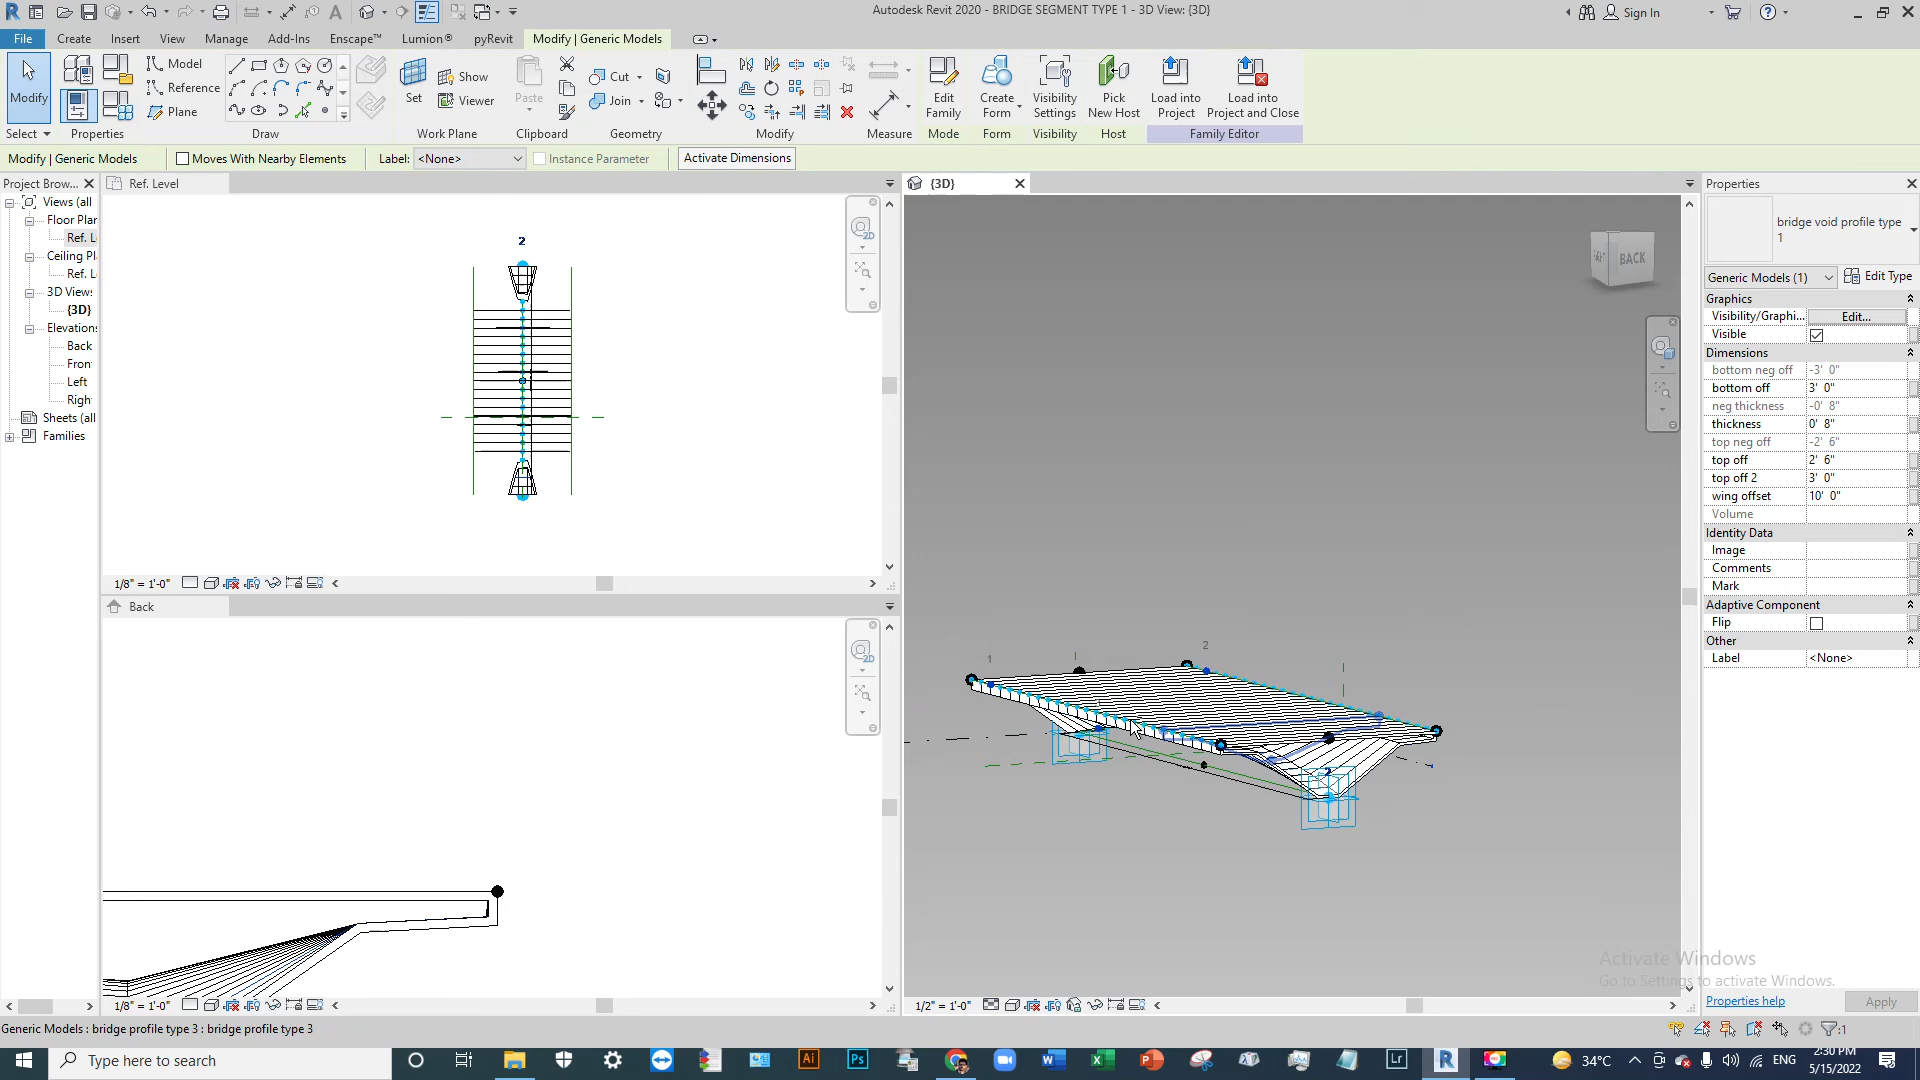 Autodesk Revit 2020 - BRIDGE SEGMENT TYPE 1 - 3D View: {3D}
Sign In
File Create Insert View Manage Add-Ins Enscape™ Lumion® pyRevit Modify | Generic Models
Modify
Select
Properties
Model
Reference
Plane
Draw
Set
Show
Viewer
Work Plane
Paste
Clipboard
Cut
Join
Geometry
Modify
Measure
Edit
Family
Mode
Create
Form
Form
Visibility
Settings
Visibility
Pick
New Host
Host
Load into
Project
Load into
Project and Close
Family Editor
Modify | Generic Models
Moves With Nearby Elements
Label: <None>
Instance Parameter
Activate Dimensions
Project Brow...
Views (all
Floor Plan
Ref. L
Ceiling Pl
Ref. L
3D Views
{3D}
Elevations
Back
Fron
Left
Righ
Sheets (all
Families
Ref. Level
2
2D
1/8" = 1'-0"
Back
2D
1/8" = 1'-0"
{3D}
BACK
1
2
2
1/2" = 1'-0"
Properties
bridge void profile type
1
Generic Models (1)
Edit Type
Graphics
Visibility/Graphi... Edit...
Visible
Dimensions
bottom neg off -3' 0"
bottom off 3' 0"
neg thickness -0' 8"
thickness 0' 8"
top neg off -2' 6"
top off 2' 6"
top off 2 3' 0"
wing offset 10' 0"
Volume
Identity Data
Image
Comments
Mark
Adaptive Component
Flip
Other
Label <None>
Activate Windows
Go to Settings to activate Windows.
Properties help
Apply
Generic Models : bridge profile type 3 : bridge profile type 3
:1
Type here to search
34°C
ENG
2:30 PM
5/15/2022